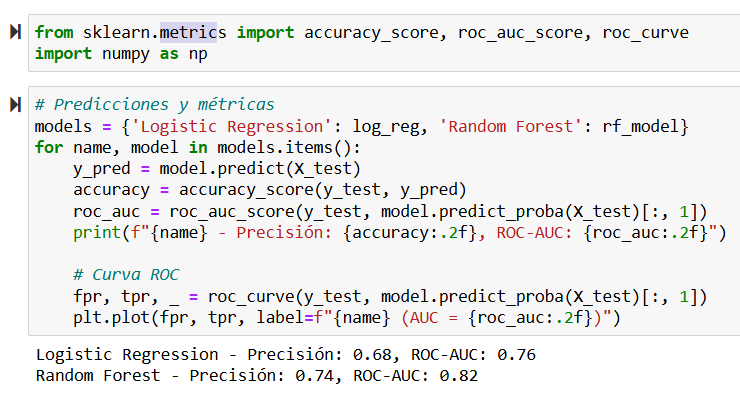 from sklearn.metrics import accuracy_score, roc_auc_score, roc_curve
import numpy as np
# Predicciones y métricas
models = {'Logistic Regression': log_reg, 'Random Forest': rf_model}
for name, model in models.items():
    y_pred = model.predict(X_test)
    accuracy = accuracy_score(y_test, y_pred)
    roc_auc = roc_auc_score(y_test, model.predict_proba(X_test)[:, 1])
    print(f"{name} - Precisión: {accuracy:.2f}, ROC-AUC: {roc_auc:.2f}")
    # Curva ROC
    fpr, tpr, _ = roc_curve(y_test, model.predict_proba(X_test)[:, 1])
    plt.plot(fpr, tpr, label=f"{name} (AUC = {roc_auc:.2f})")
Logistic Regression - Precisión: 0.68, ROC-AUC: 0.76
Random Forest - Precisión: 0.74, ROC-AUC: 0.82